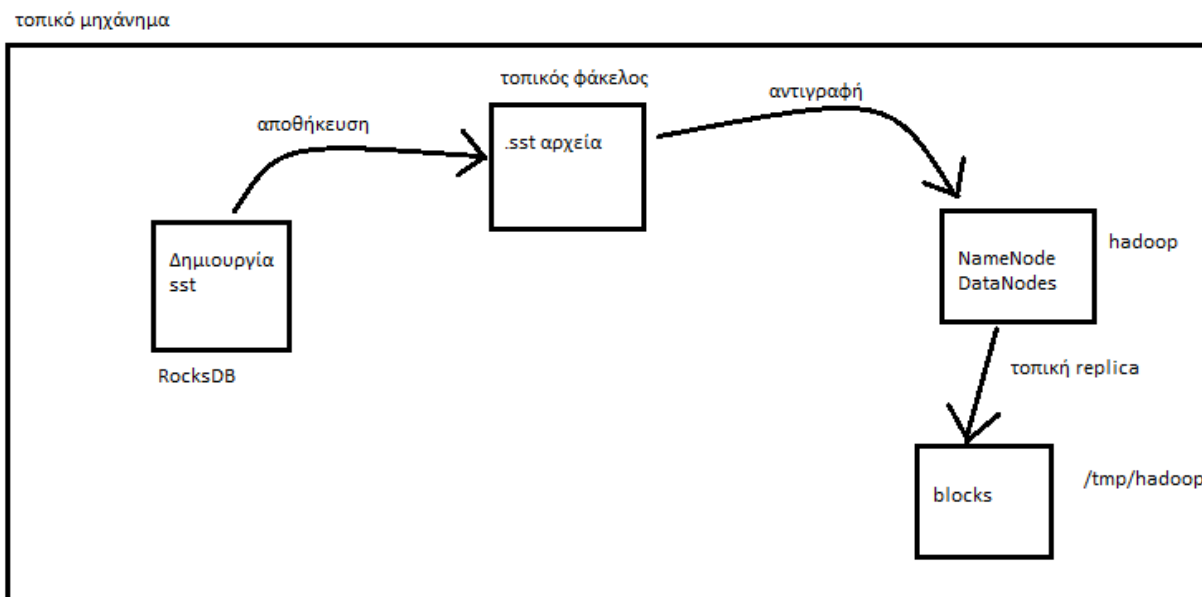 τοπικό μηχάνημα
τοπικός φάκελος
αντιγραφή
αποθήκευση
.sst αρχεία
Δημιουργία
sst
RocksDB
NameNode
DataNodes
hadoop
τοπική replica
blocks
/tmp/hadoop